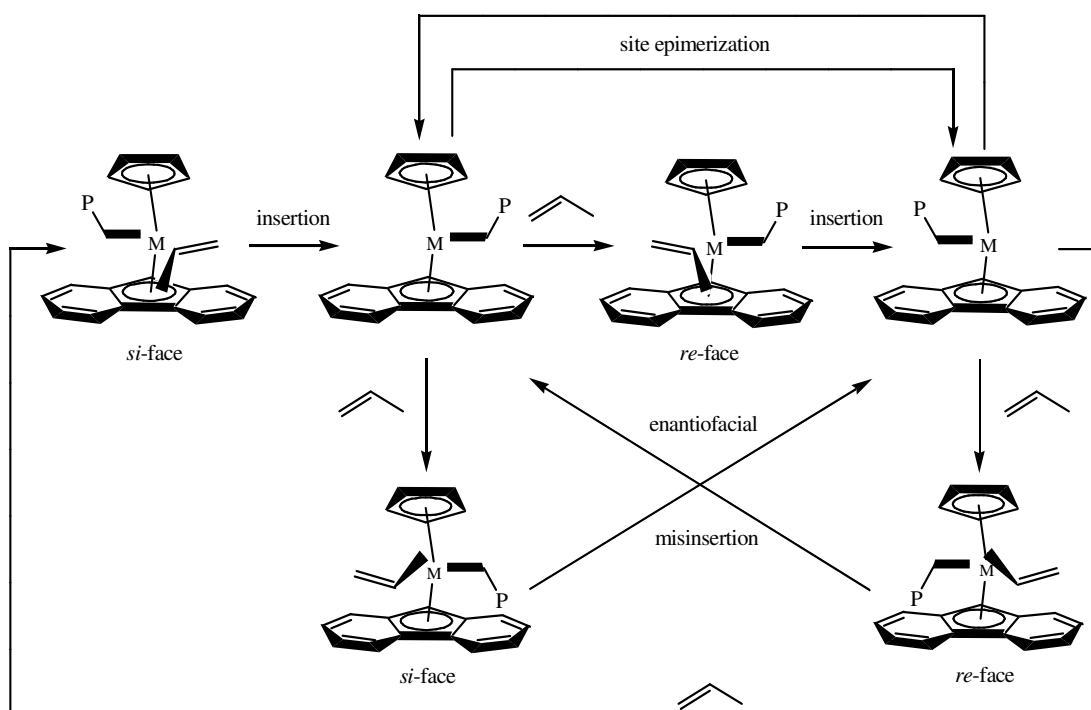 site epimerization
P
M
insertion
M
P
M
P
insertion
P
M
si-face
re-face
enantiofacial
misinsertion
M
P
M
P
si-face
re-face